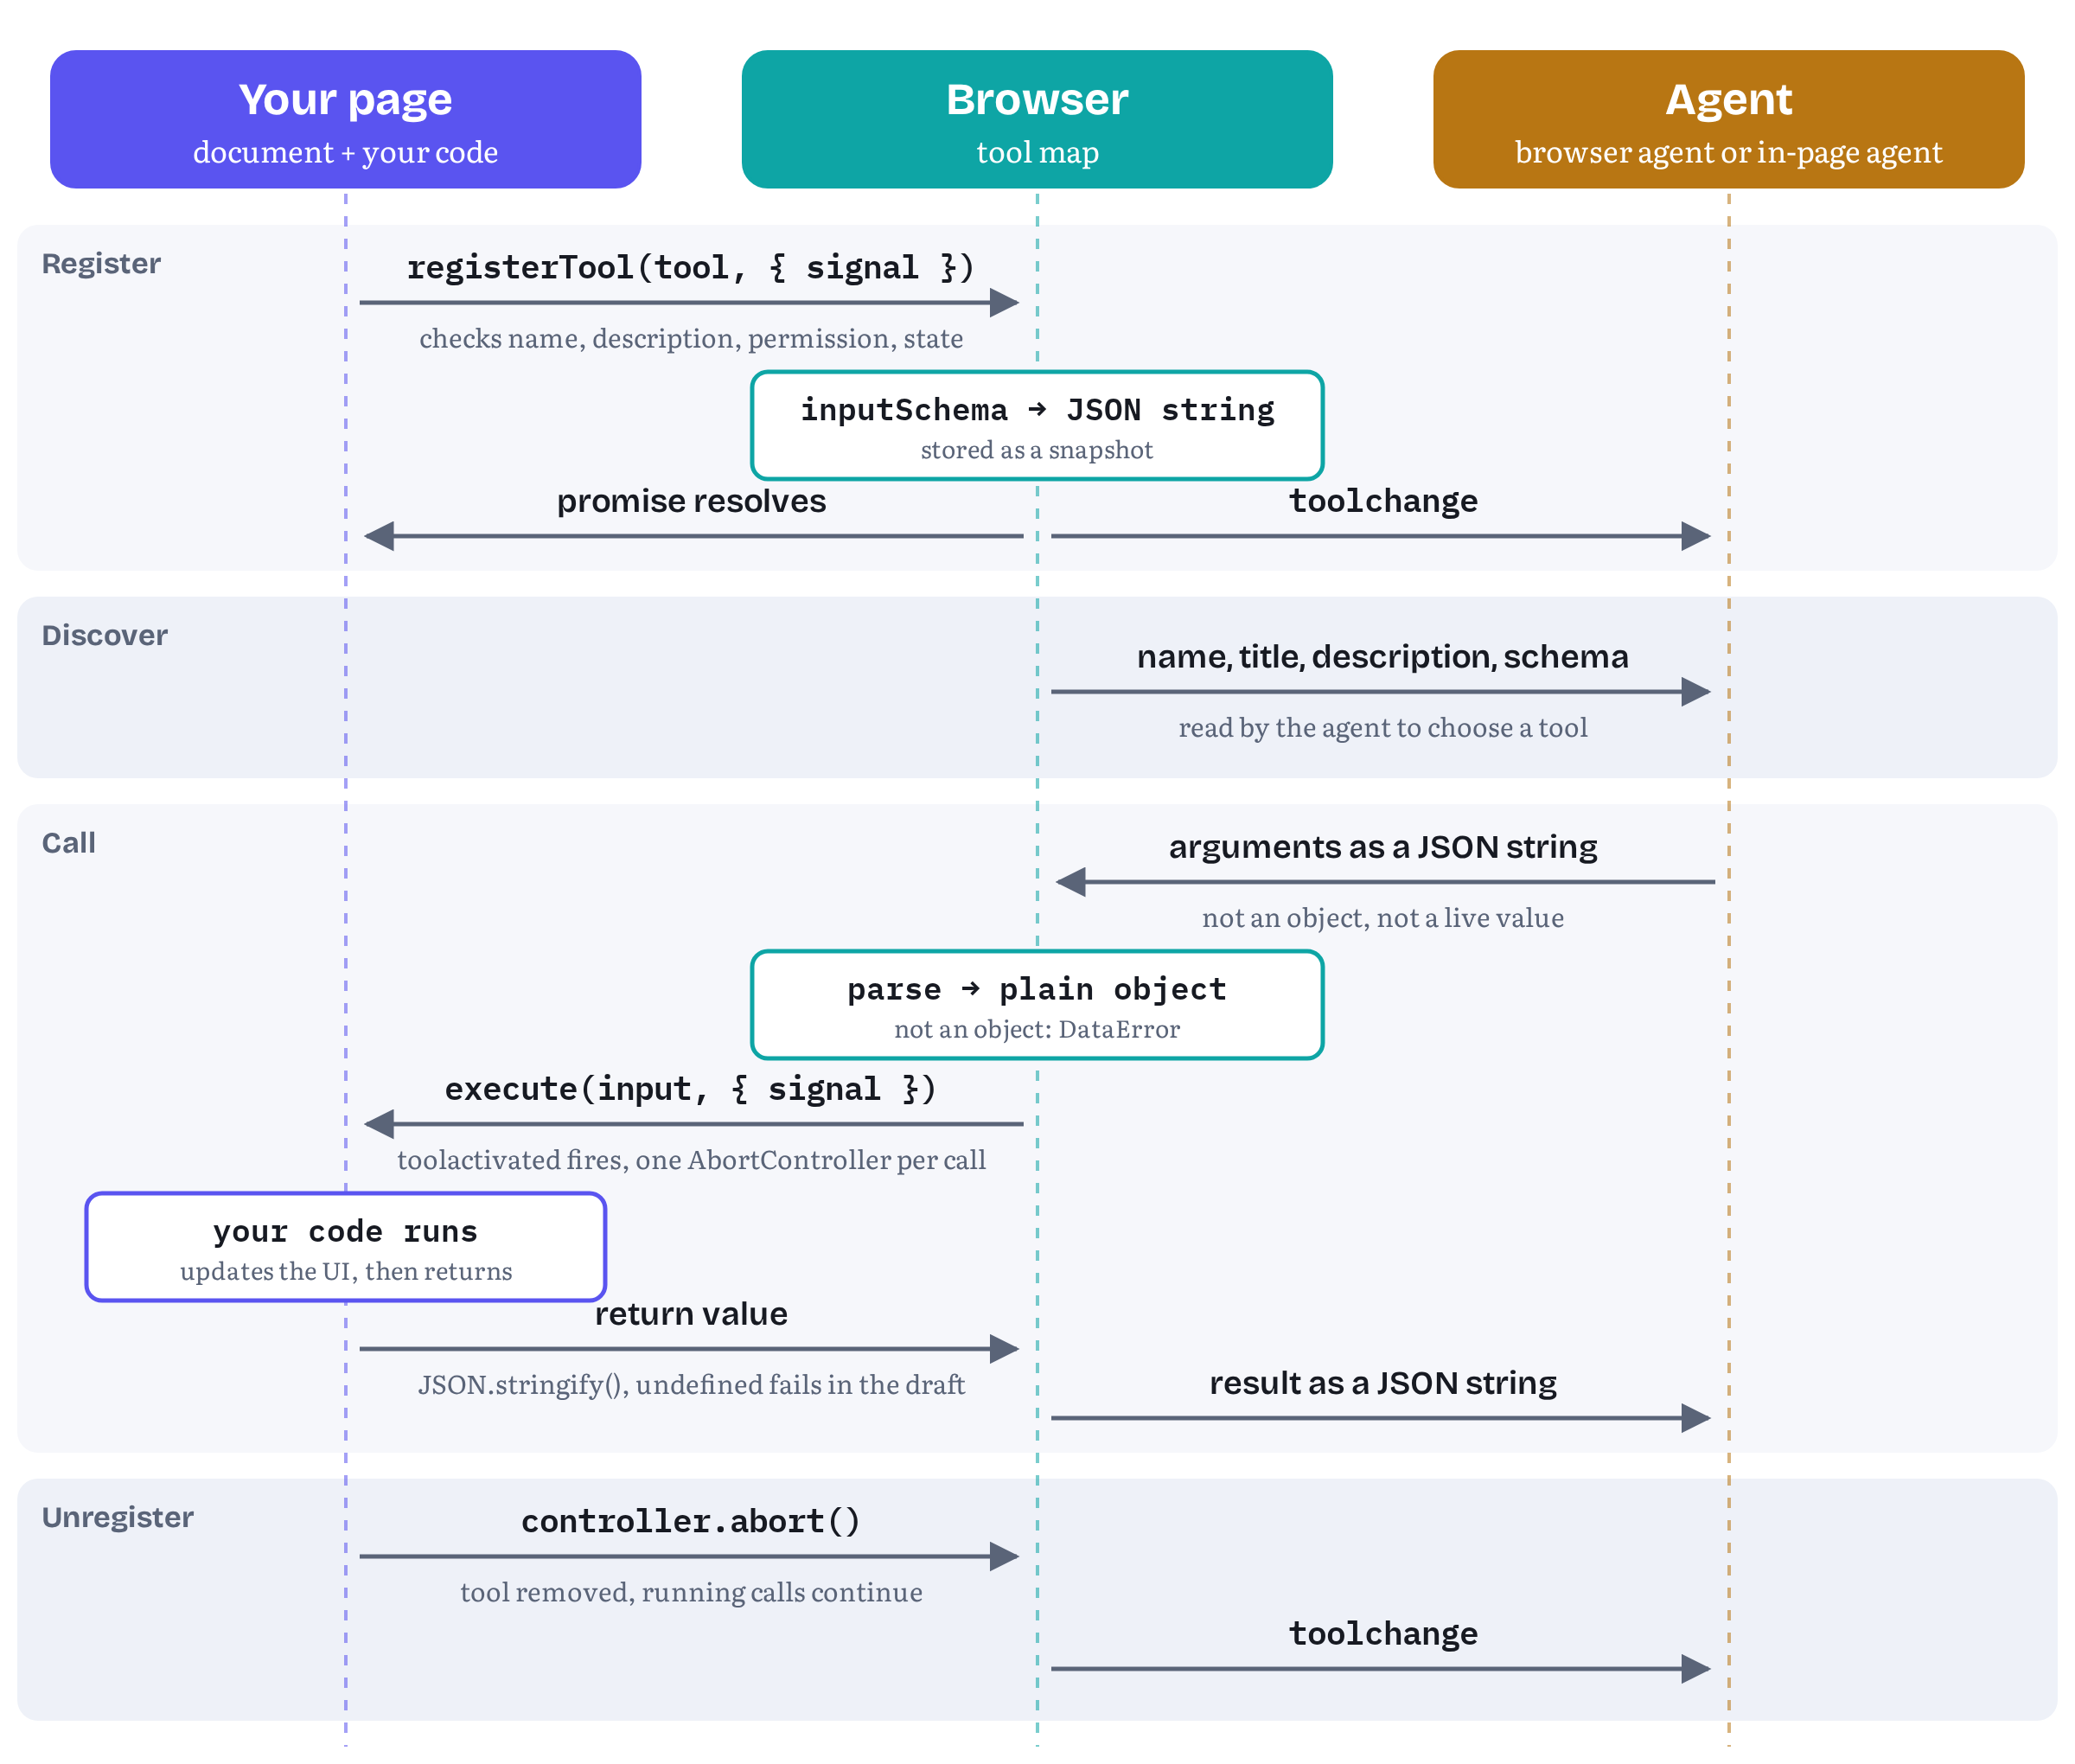 Your page
document + your code
Browser
tool map
Agent
browser agent or in-page agent
Register
registerTool(tool, { signal })
checks name, description, permission, state
inputSchema → JSON string
stored as a snapshot
promise resolves
toolchange
Discover
name, title, description, schema
read by the agent to choose a tool
Call
arguments as a JSON string
not an object, not a live value
parse → plain object
not an object: DataError
execute(input, { signal })
toolactivated fires, one AbortController per call
your code runs
updates the UI, then returns
return value
JSON.stringify(), undefined fails in the draft
result as a JSON string
Unregister
controller.abort()
tool removed, running calls continue
toolchange